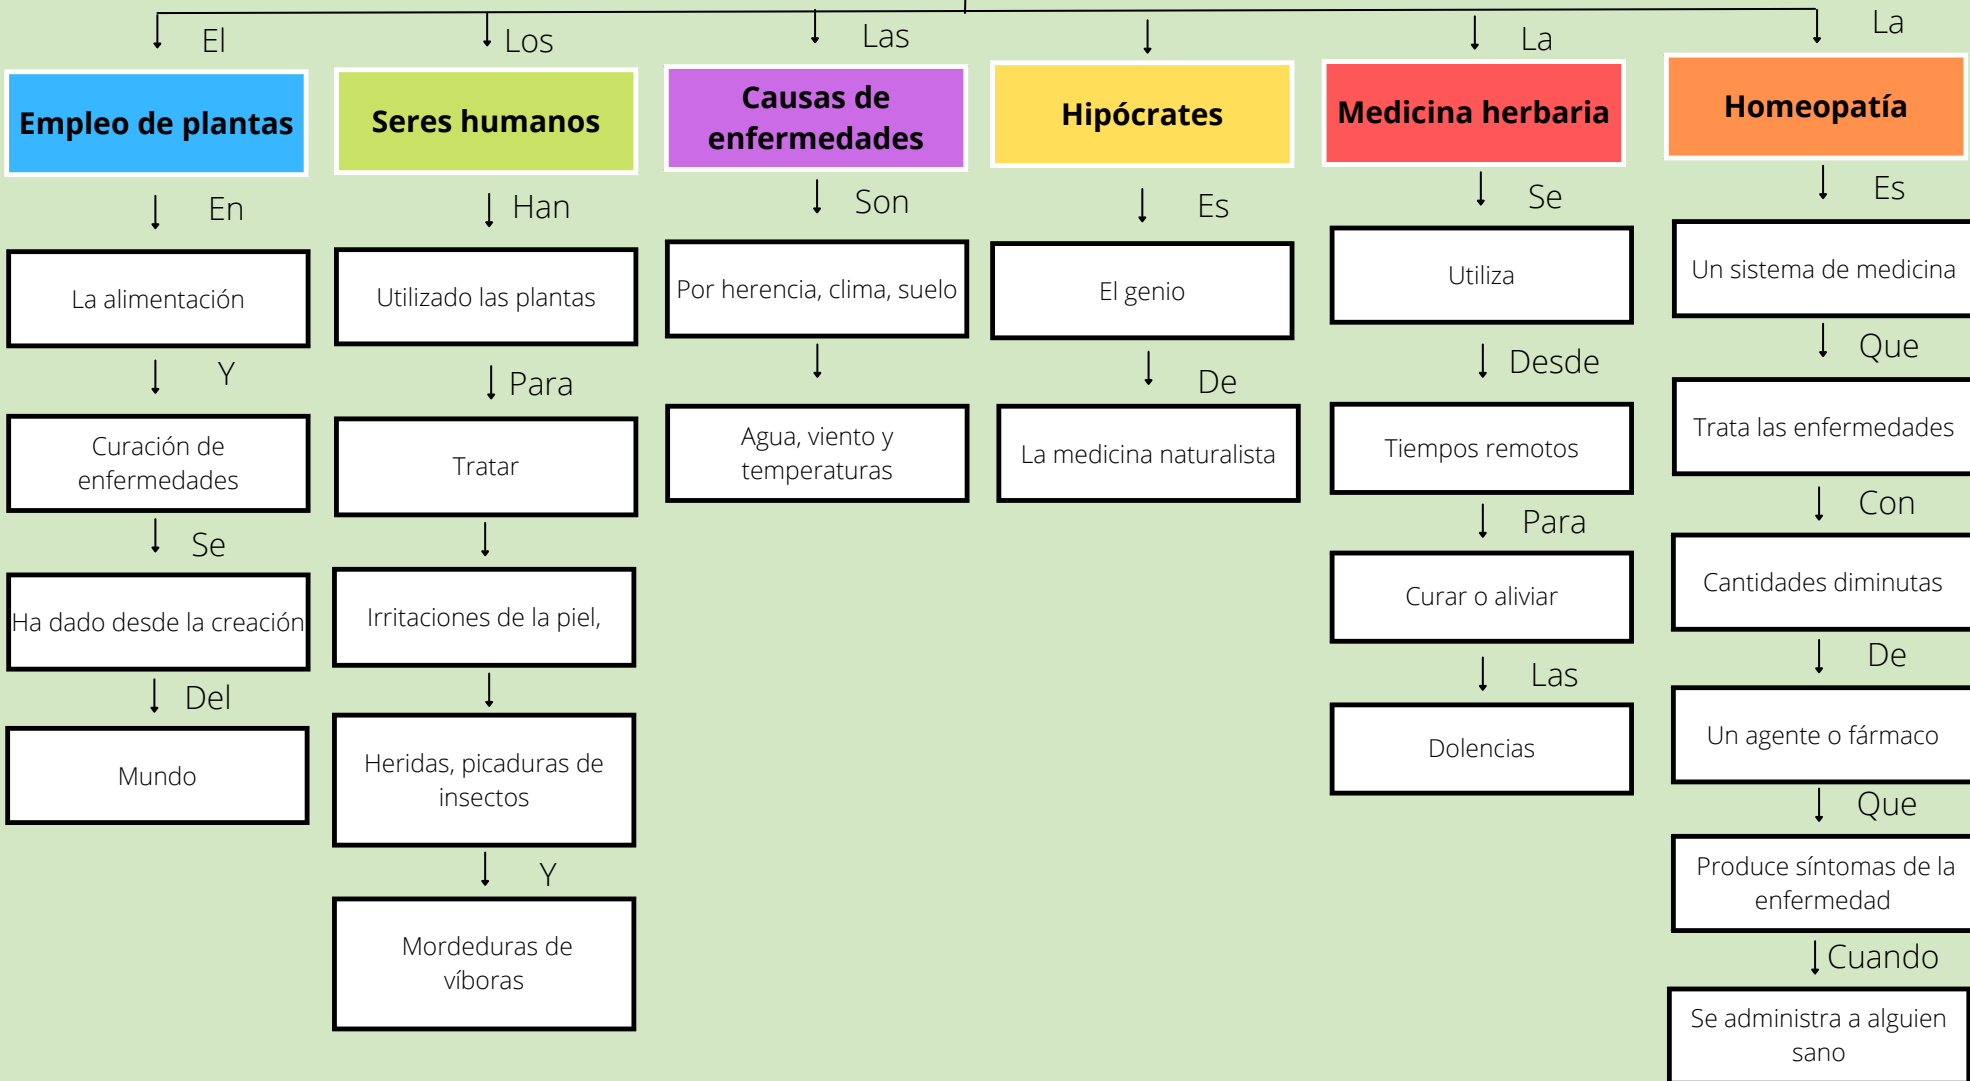 El
Empleo de plantas
En
La alimentación
Y
Curación de
enfermedades
Se
Ha dado desde la creación
Del
Mundo
Los
Seres humanos
Han
Utilizado las plantas
Para
Tratar
Irritaciones de la piel,
Heridas, picaduras de
insectos
Y
Mordeduras de
víboras
Las
Causas de
enfermedades
Son
Por herencia, clima, suelo
Agua, viento y
temperaturas
Hipócrates
Es
El genio
De
La medicina naturalista
La
Medicina herbaria
Se
Utiliza
Desde
Tiempos remotos
Para
Curar o aliviar
Las
Dolencias
La
Homeopatía
Es
Un sistema de medicina
Que
Trata las enfermedades
Con
Cantidades diminutas
De
Un agente o fármaco
Que
Produce síntomas de la
enfermedad
Cuando
Se administra a alguien
sano